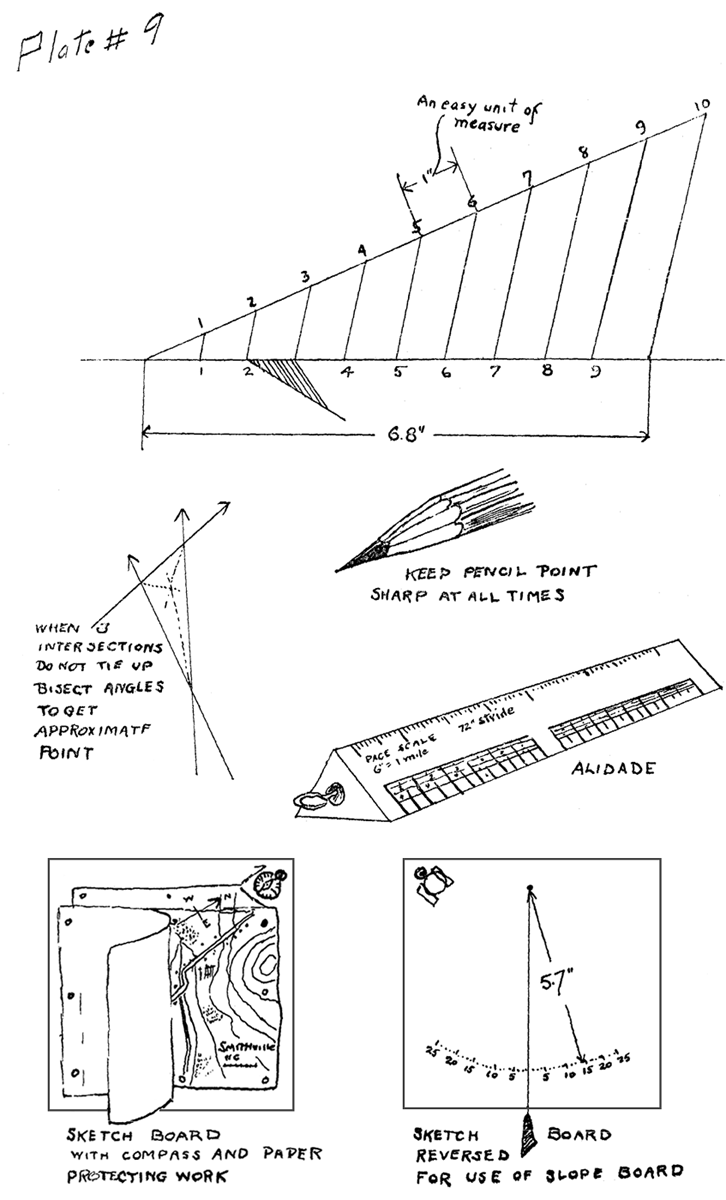 Plate # 9
An easy unit of
measure
1"
1 2 3 4 5 6 7 8 9 10
1 2 4 5 6 7 8 9
6.8"
KEEP PENCIL POINT
SHARP AT ALL TIMES
WHEN 3
INTERSECTIONS
DO NOT TIE UP
BISECT ANGLES
TO GET
APPROXIMATE
POINT
PACE SCALE
6" = 1 mile
72" Stride
ALIDADE
W N
E
SMITHVILLE
5.7"
25 20 15 10 5 5 10 15 20 25
SKETCH BOARD
WITH COMPASS AND PAPER
PROTECTING WORK
SKETCH BOARD
REVERSED
FOR USE OF SLOPE BOARD